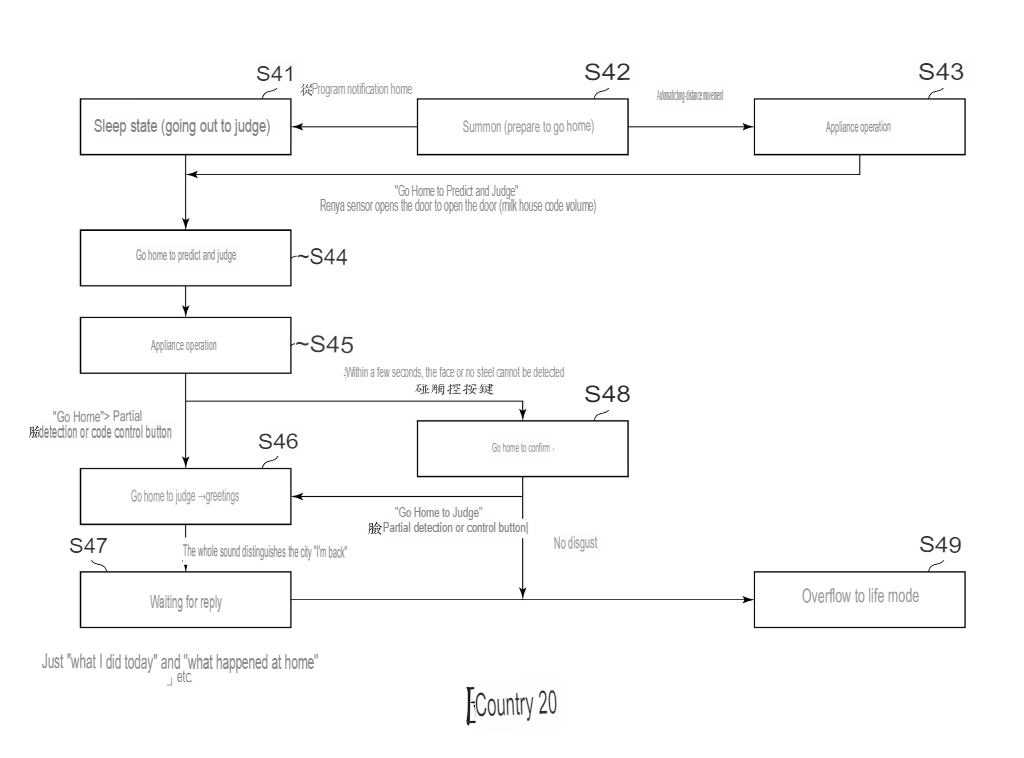 S41
S42
S43
從Program notification home
Sleep state (going out to judge)
Summon (prepare to go home)
Appliance operation
"Go Home to Predict and Judge"
Renya sensor opens the door to open the door (milk house code volume)
Go home to predict and judge
~S44
Appliance operation
~S45
Within a few seconds, the face or no steel cannot be detected
碰觸控按鍵
S48
"Go Home"> Partial
臉detection or code control button
S46
Go home to confirm
Go home to judge →greetings
"Go Home to Judge"
臉Partial detection or control button
No disgust
S47
The whole sound distinguishes the city "I'm back"
S49
Waiting for reply
Overflow to life mode
Just "what I did today" and "what happened at home"
」etc.
Country 20